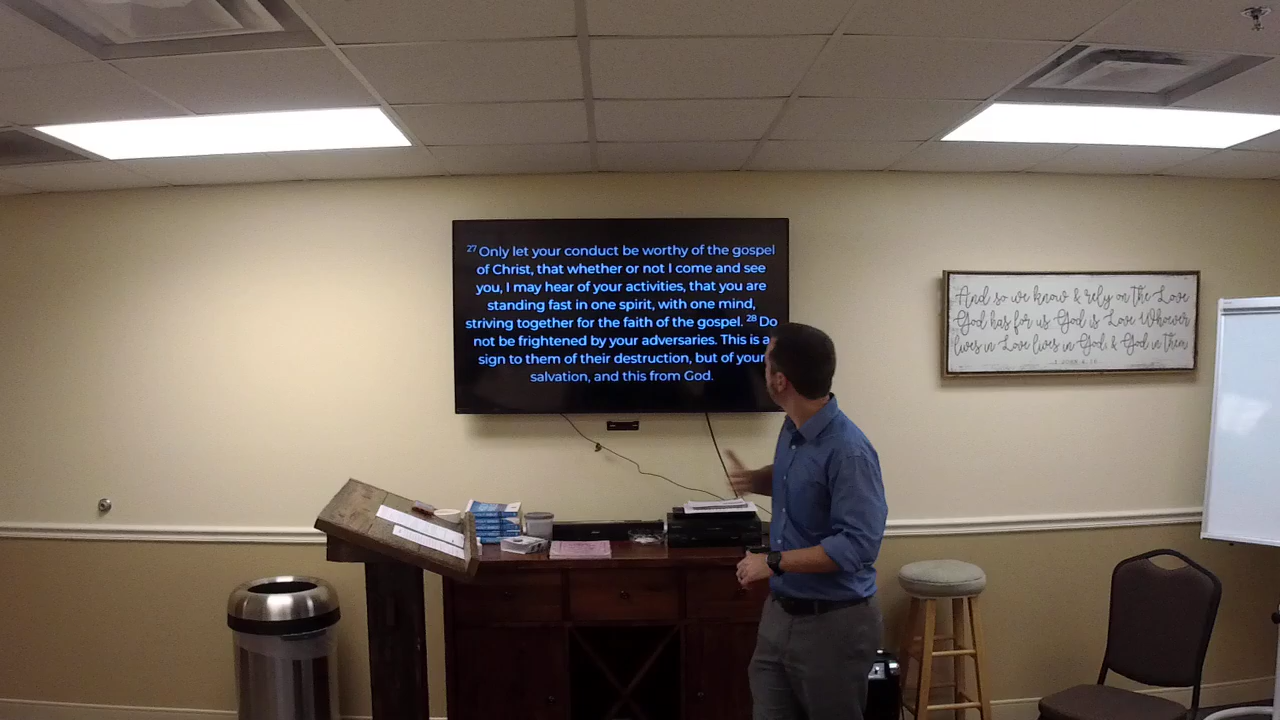 27 Only let your conduct be worthy of the gospel
of Christ, that whether or not I come and see
you, I may hear of your activities, that you are
standing fast in one spirit, with one mind,
striving together for the faith of the gospel. 28 Do
not be frightened by your adversaries. This is a
sign to them of their destruction, but of your
salvation, and this from God.
And so we know & rely on the Love
God has for us. God is Love Whoever
lives in Love lives in God, & God in them